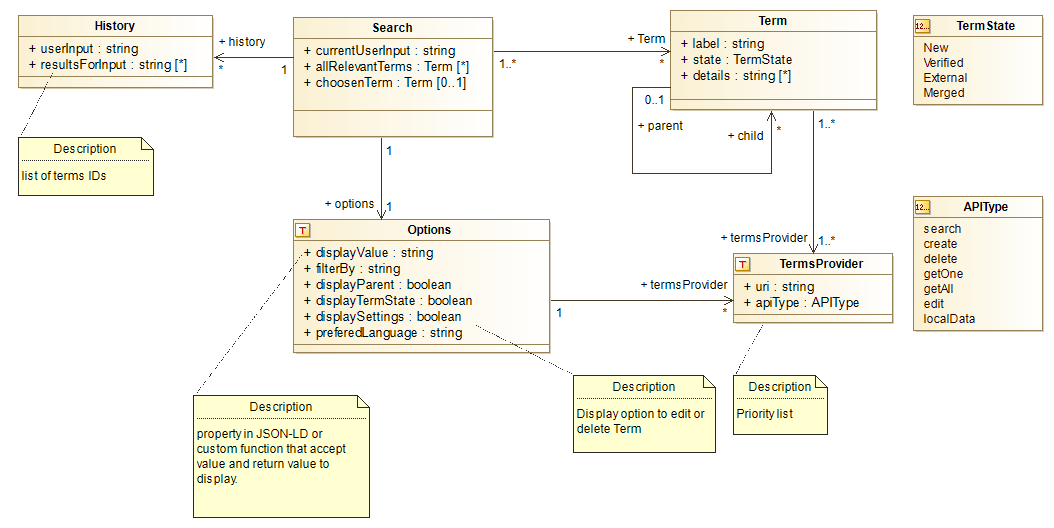 History
+ userInput : string
+ resultsForInput : string [*]
+ history
*
1
Search
+ currentUserInput : string
+ allRelevantTerms : Term [*]
+ choosenTerm : Term [0..1]
1..*
+ Term
*
Term
+ label : string
+ state : TermState
+ details : string [*]
0..1
+ parent
+ child
*
1..*
12...
TermState
New
Verified
External
Merged
Description
list of terms IDs
1
+ options
1
T
Options
+ displayValue : string
+ filterBy : string
+ displayParent : boolean
+ displayTermState : boolean
+ displaySettings : boolean
+ preferedLanguage : string
1
+ termsProvider
*
+ termsProvider
1..*
T
TermsProvider
+ uri : string
+ apiType : APIType
12...
APIType
search
create
delete
getOne
getAll
edit
localData
Description
property in JSON-LD or
custom function that accept
value and return value to
display.
Description
Display option to edit or
delete Term
Description
Priority list